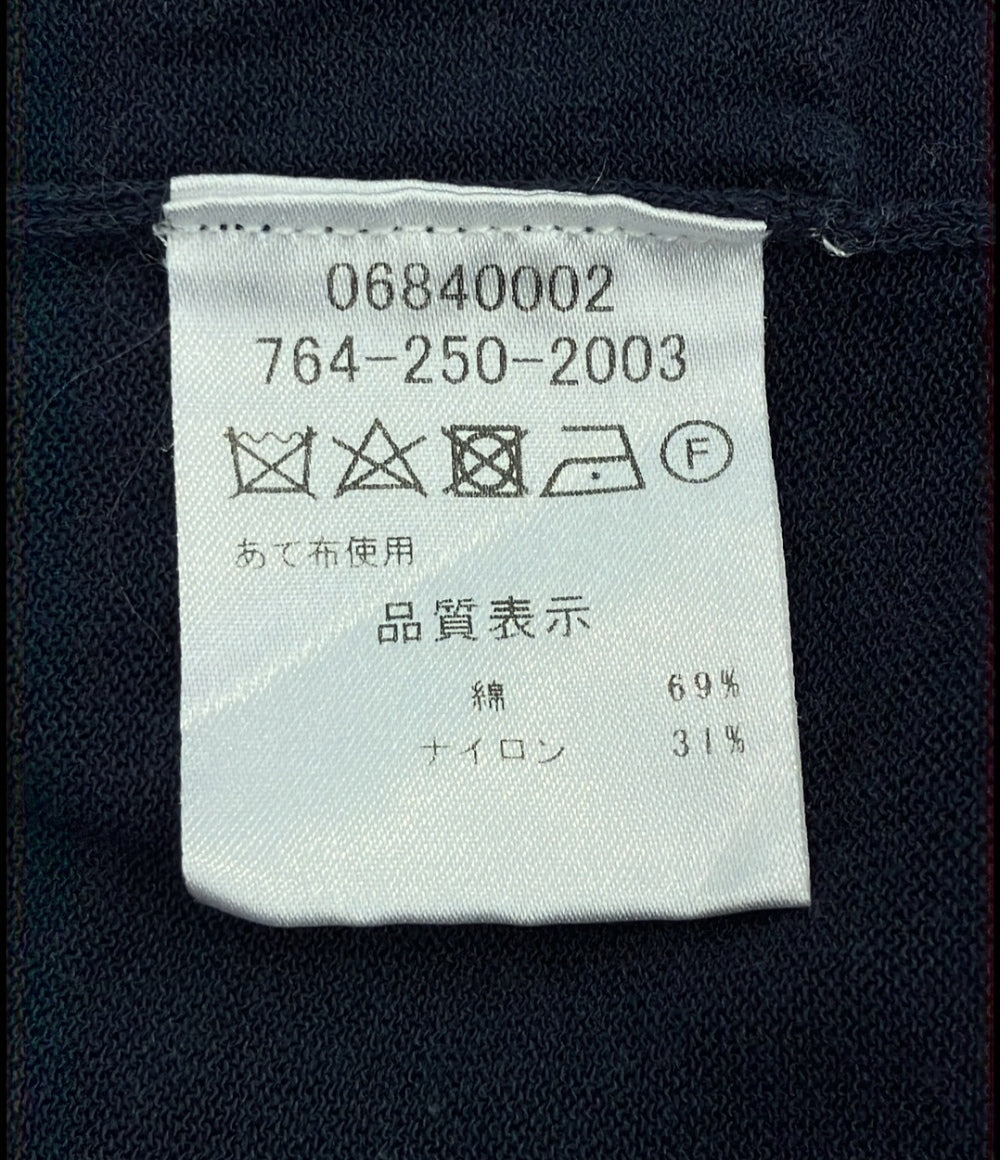 06840002
764-250-2003
F
あて布使用
品質表示
綿 69%
ナイロン 31%